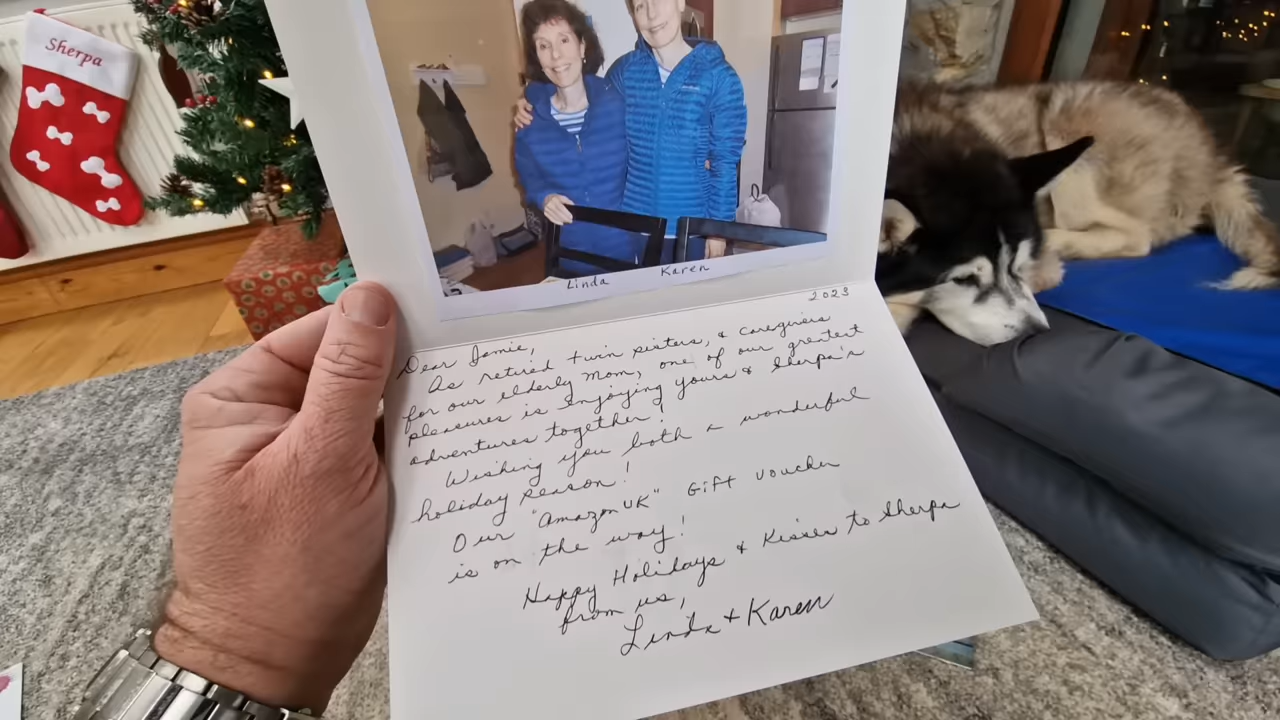 Sherpa
Linda Karen
2023
Dear Jamie,
As retired twin sisters, & caregivers
for our elderly Mom, one of our greatest
pleasures is enjoying yours & Sherpa's
adventures together!
Wishing you both a wonderful
holiday season!
Our "Amazon UK" Gift voucher
is on the way!
Happy Holidays & Kisses to Sherpa
from us,
Linda + Karen